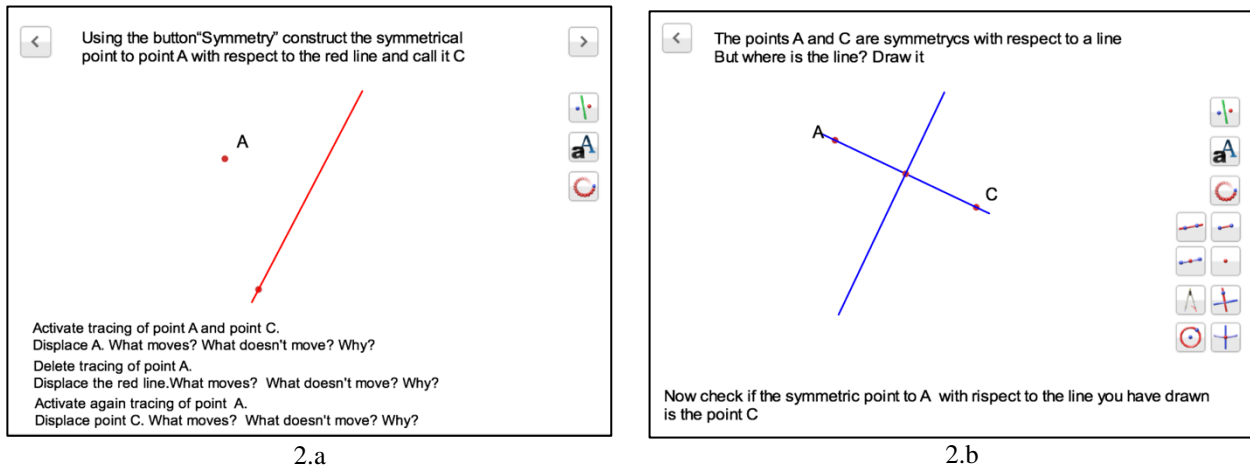 Using the button“Symmetry” construct the symmetrical
point to point A with respect to the red line and call it C
A
aA
Activate tracing of point A and point C.
Displace A. What moves? What doesn't move? Why?
Delete tracing of point A.
Displace the red line.What moves? What doesn't move? Why?
Activate again tracing of point A.
Displace point C. What moves? What doesn't move? Why?
2.a
The points A and C are symmetrycs with respect to a line
But where is the line? Draw it
A
C
aA
Now check if the symmetric point to A with rispect to the line you have drawn
is the point C
2.b